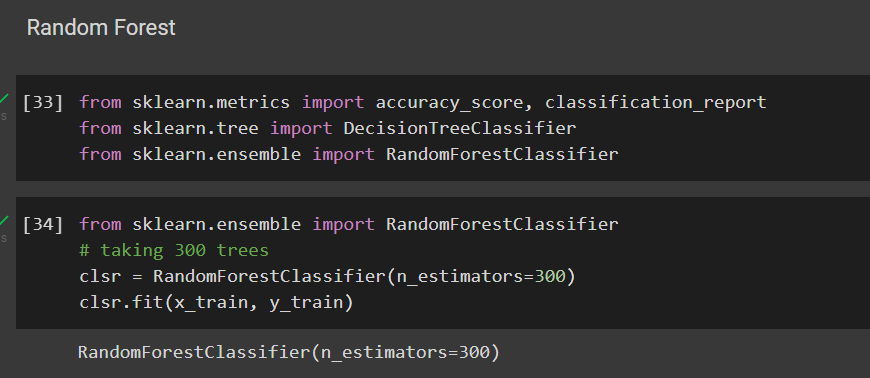 Random Forest
[33] from sklearn.metrics import accuracy_score, classification_report
from sklearn.tree import DecisionTreeClassifier
from sklearn.ensemble import RandomForestClassifier
s
[34] from sklearn.ensemble import RandomForestClassifier
# taking 300 trees
s
clsr = RandomForestClassifier(n_estimators=300)
clsr.fit(x_train, y_train)
RandomForestClassifier(n_estimators=300)